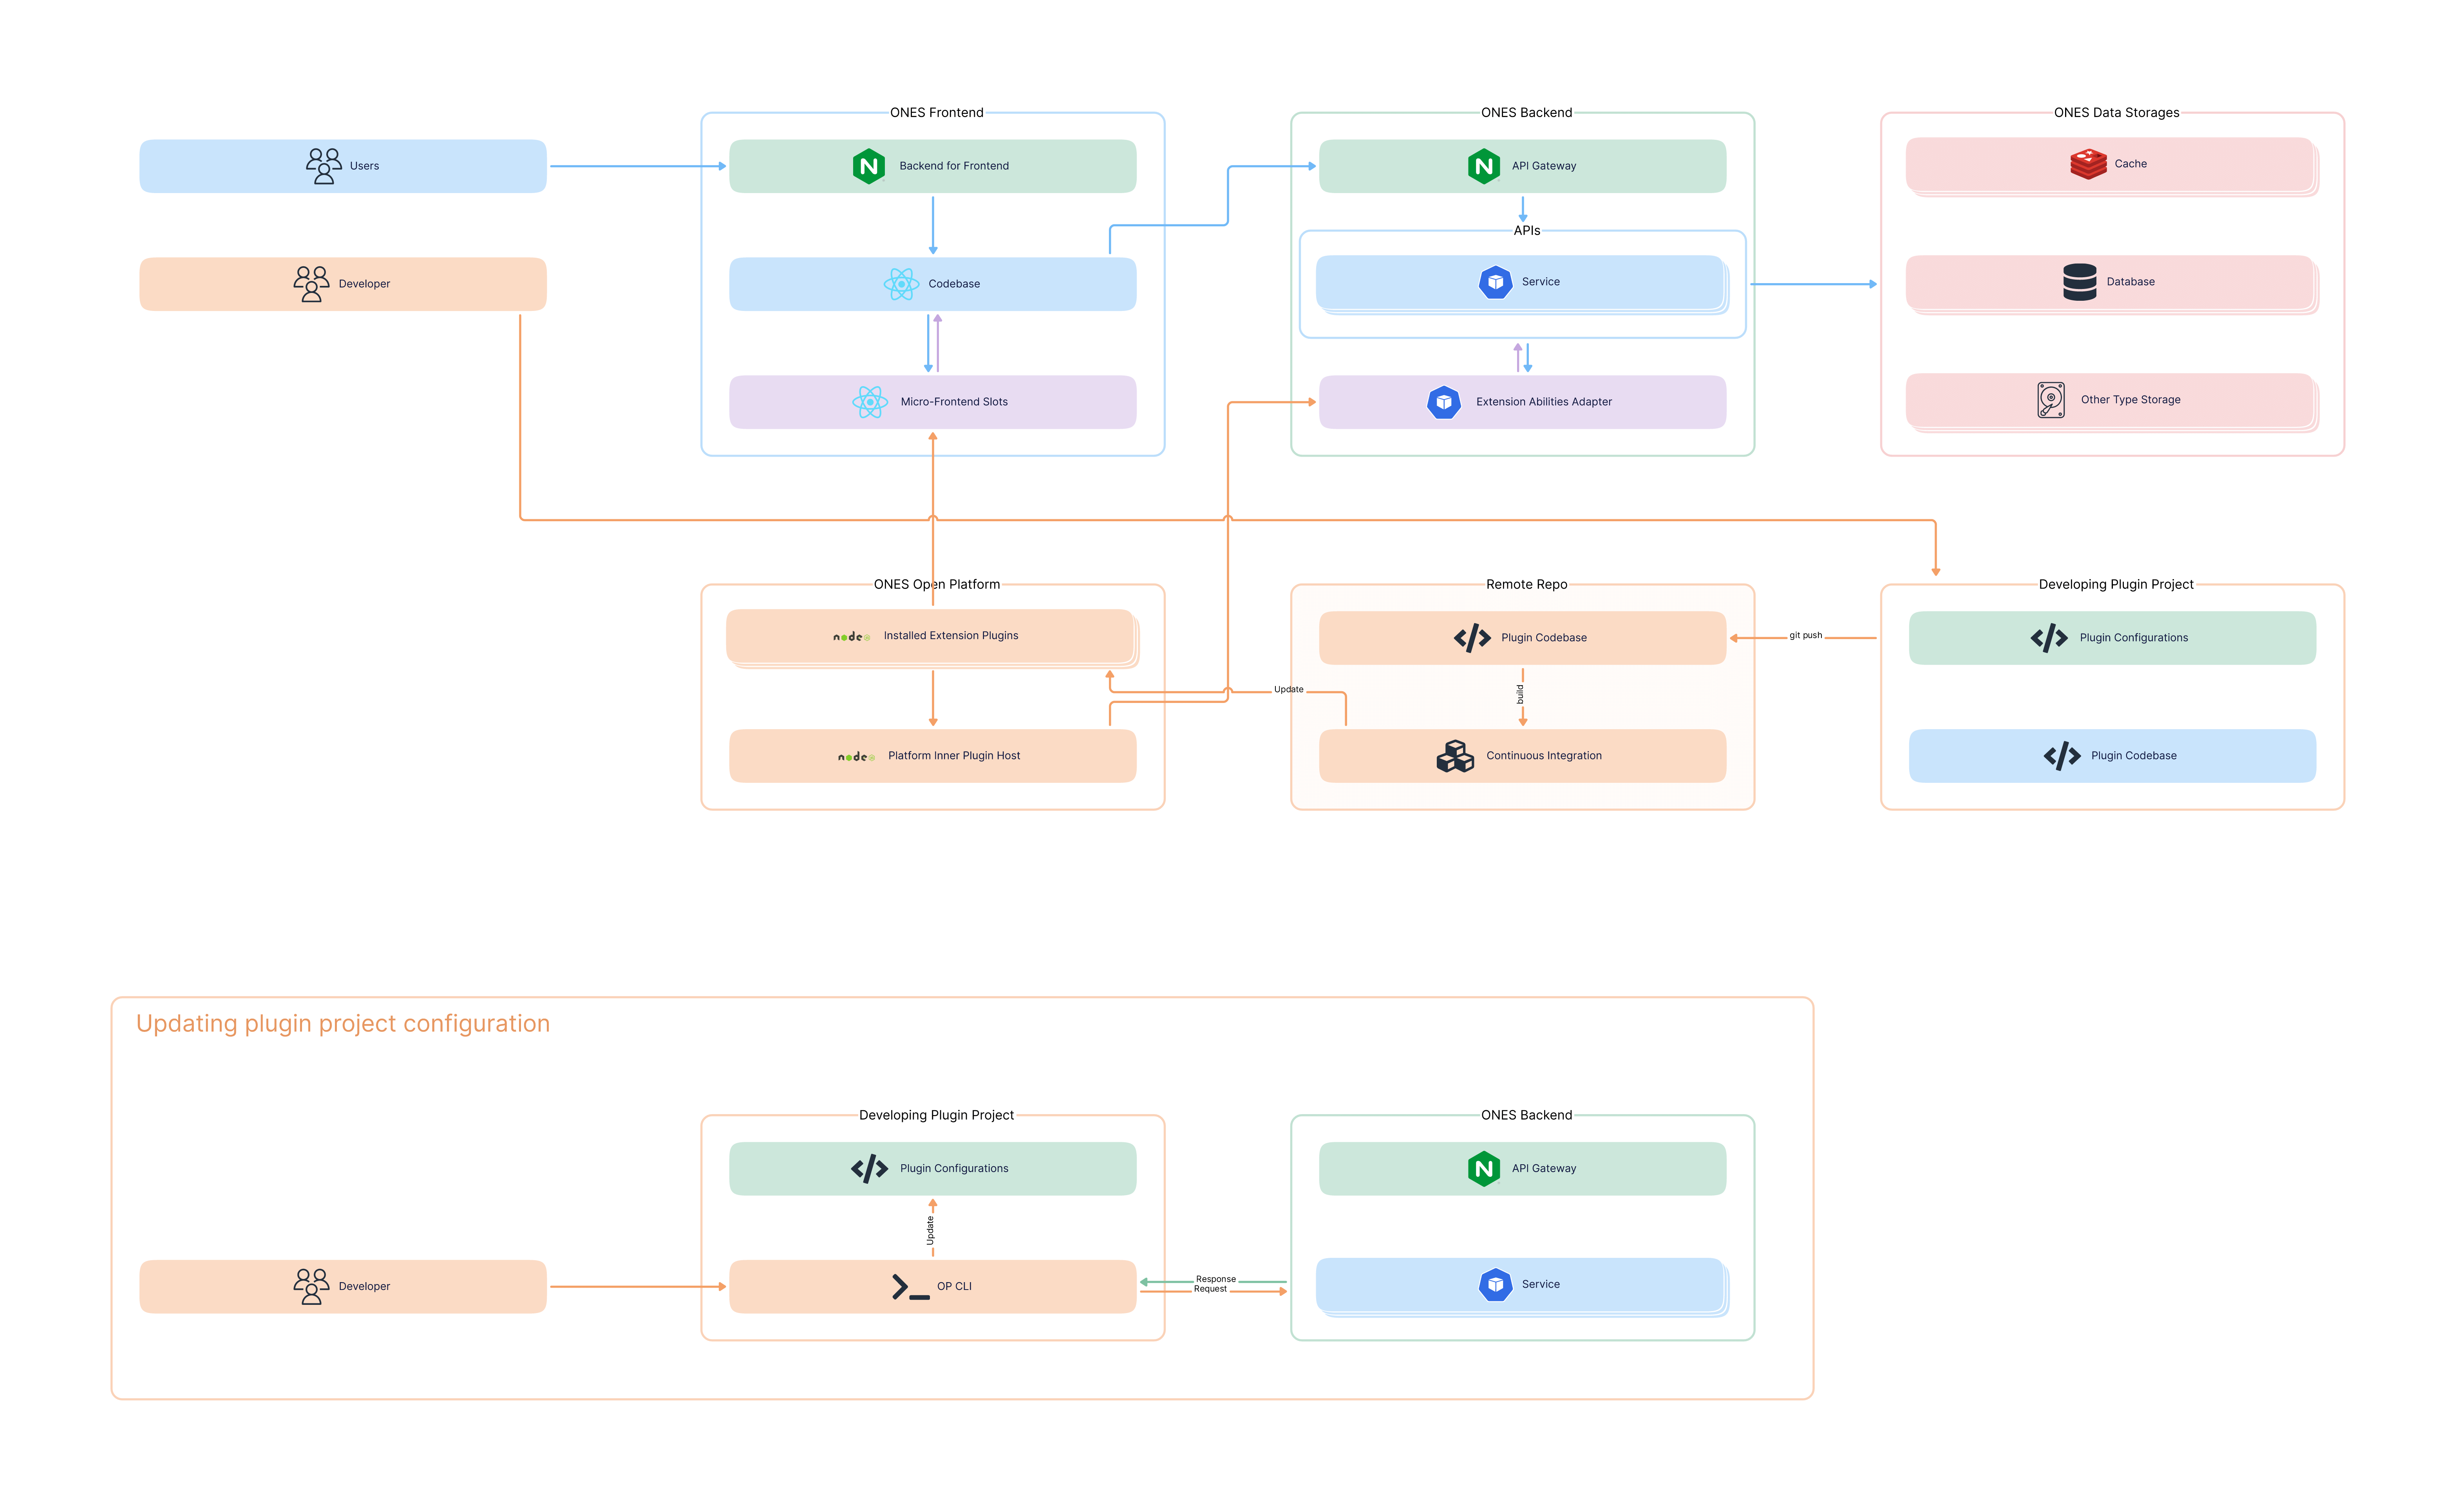 ONES Frontend
ONES Backend
ONES Data Storages
Users
Backend for Frontend
API Gateway
Cache
APIs
Developer
Codebase
Service
Database
Micro-Frontend Slots
Extension Abilities Adapter
Other Type Storage
ONES Open Platform
Remote Repo
Developing Plugin Project
node
Installed Extension Plugins
Plugin Codebase
git push
Plugin Configurations
Update
build
node
Platform Inner Plugin Host
Continuous Integration
Plugin Codebase
Updating plugin project configuration
Developing Plugin Project
ONES Backend
Plugin Configurations
API Gateway
Update
Developer
OP CLI
Response
Request
Service